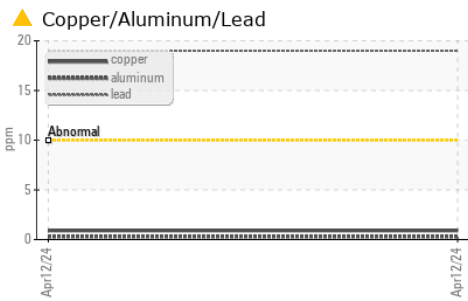 Copper/Aluminum/Lead
20
15
10
5
0
ppm
copper
aluminum
lead
Abnormal
Apr12/24
Apr12/24